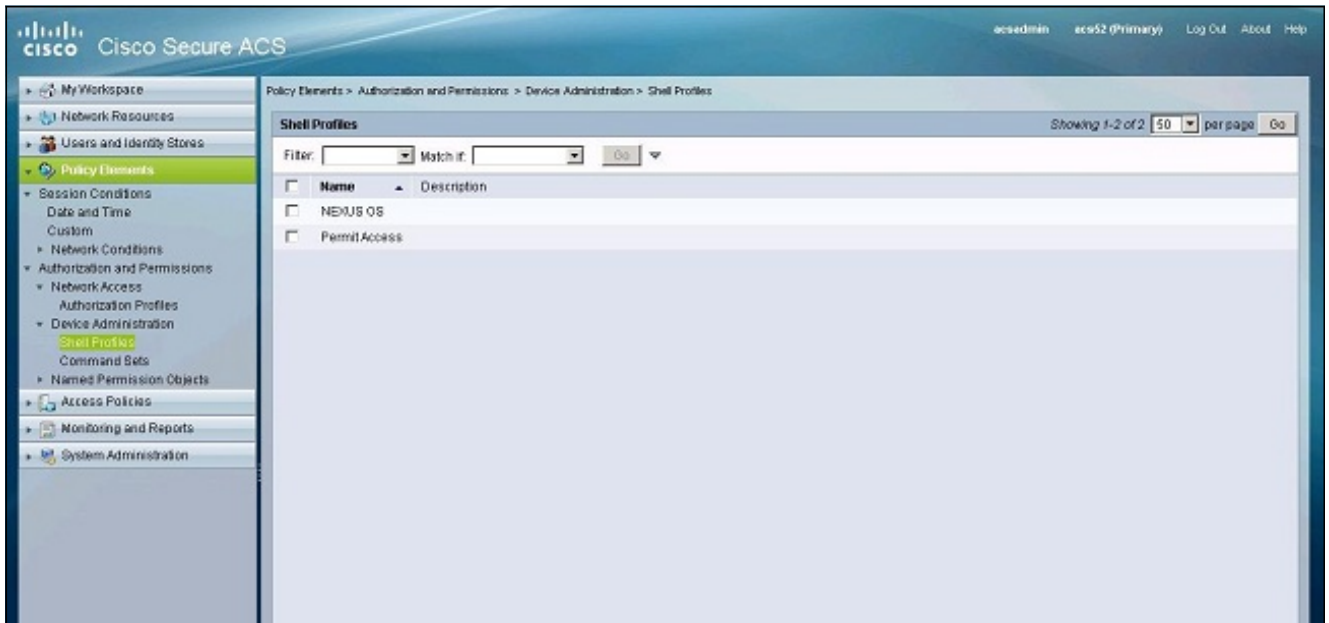 CISCO Cisco Secure ACS
acsadmin acs52 (Primary) Log Out About Help
My Workspace
Network Resources
Users and Identity Stores
Policy Elements
Session Conditions
Date and Time
Custom
Network Conditions
Authorization and Permissions
Network Access
Authorization Profiles
Device Administration
Shell Profiles
Command Sets
Named Permission Objects
Access Policies
Monitoring and Reports
System Administration
Policy Elements > Authorization and Permissions > Device Administration > Shell Profiles
Shell Profiles Showing 1-2 of 2 50 per page Go
Filter: Match if: Go
Name Description
NEXUS OS
Permit Access